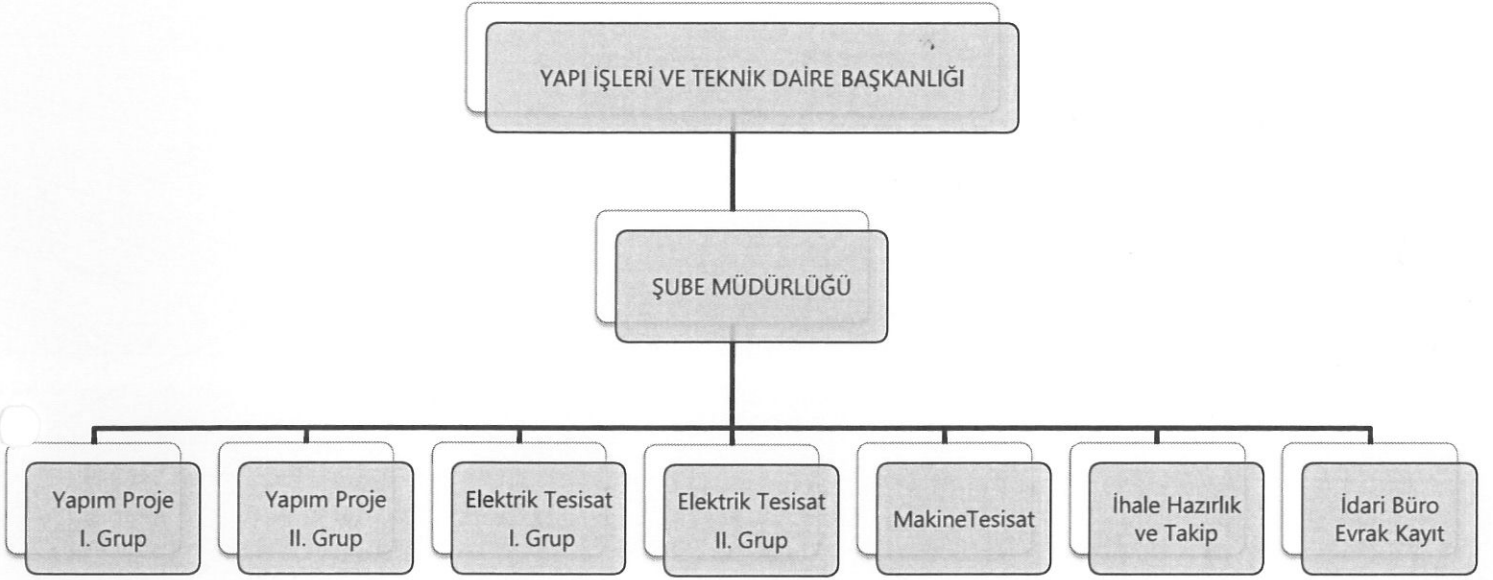 YAPI İŞLERİ VE TEKNİK DAİRE BAŞKANLIĞI
ŞUBE MÜDÜRLÜĞÜ
Yapım Proje
I. Grup
Yapım Proje
II. Grup
Elektrik Tesisat
I. Grup
Elektrik Tesisat
II. Grup
MakineTesisat
İhale Hazırlık
ve Takip
İdari Büro
Evrak Kayıt